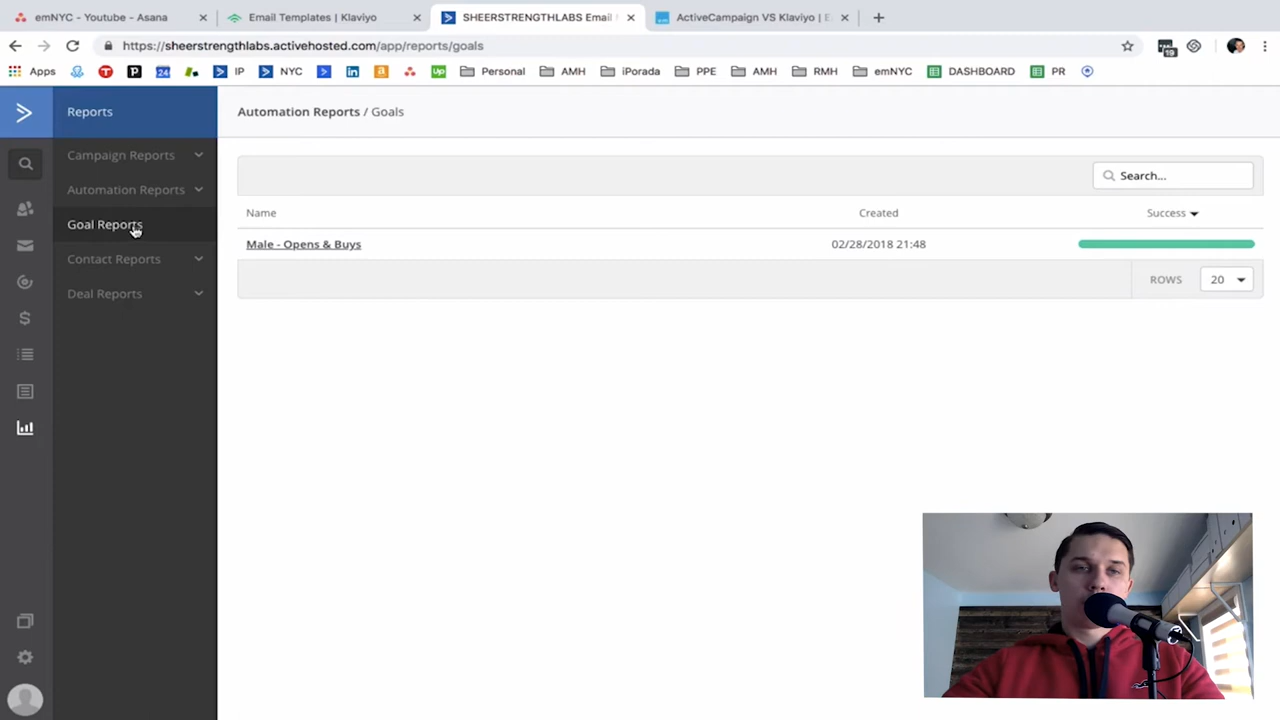 emNYC - Youtube - Asana
Email Templates | Klaviyo
SHEERSTRENGTHLABS Email
ActiveCampaign VS Klaviyo | E
https://sheerstrengthlabs.activehosted.com/app/reports/goals
19
Apps
24
IP
NYC
Up
Personal
AMH
iPorada
PPE
AMH
RMH
emNYC
DASHBOARD
PR
Reports
Automation Reports / Goals
Campaign Reports
Automation Reports
Goal Reports
Contact Reports
Deal Reports
Search...
Name
Created
Success
Male - Opens & Buys
02/28/2018 21:48
ROWS
20